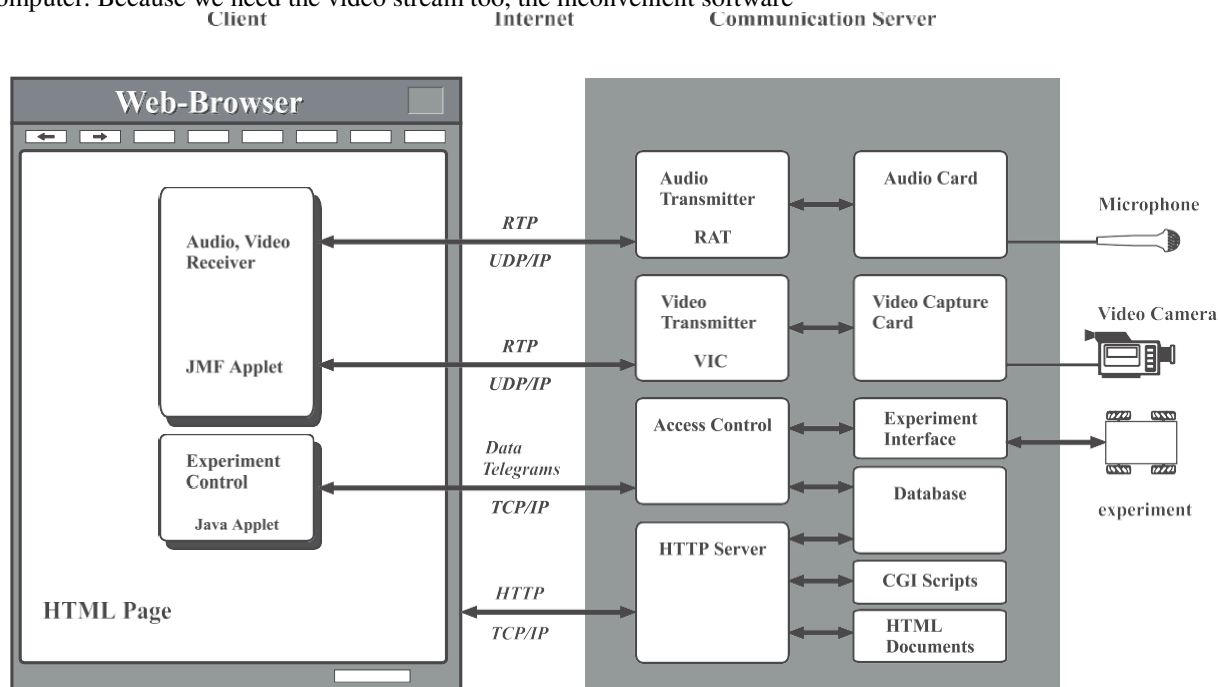 omputer. Because we need the video stream too, the inconvenient software
Client Internet Communication Server
Web-Browser
Audio, Video
Receiver
JMF Applet
Experiment
Control
Java Applet
HTML Page
RTP
UDP/IP
RTP
UDP/IP
Data
Telegrams
TCP/IP
HTTP
TCP/IP
Audio
Transmitter
RAT
Video
Transmitter
VIC
Access Control
HTTP Server
Audio Card
Video Capture
Card
Experiment
Interface
Database
CGI Scripts
HTML
Documents
Microphone
Video Camera
experiment